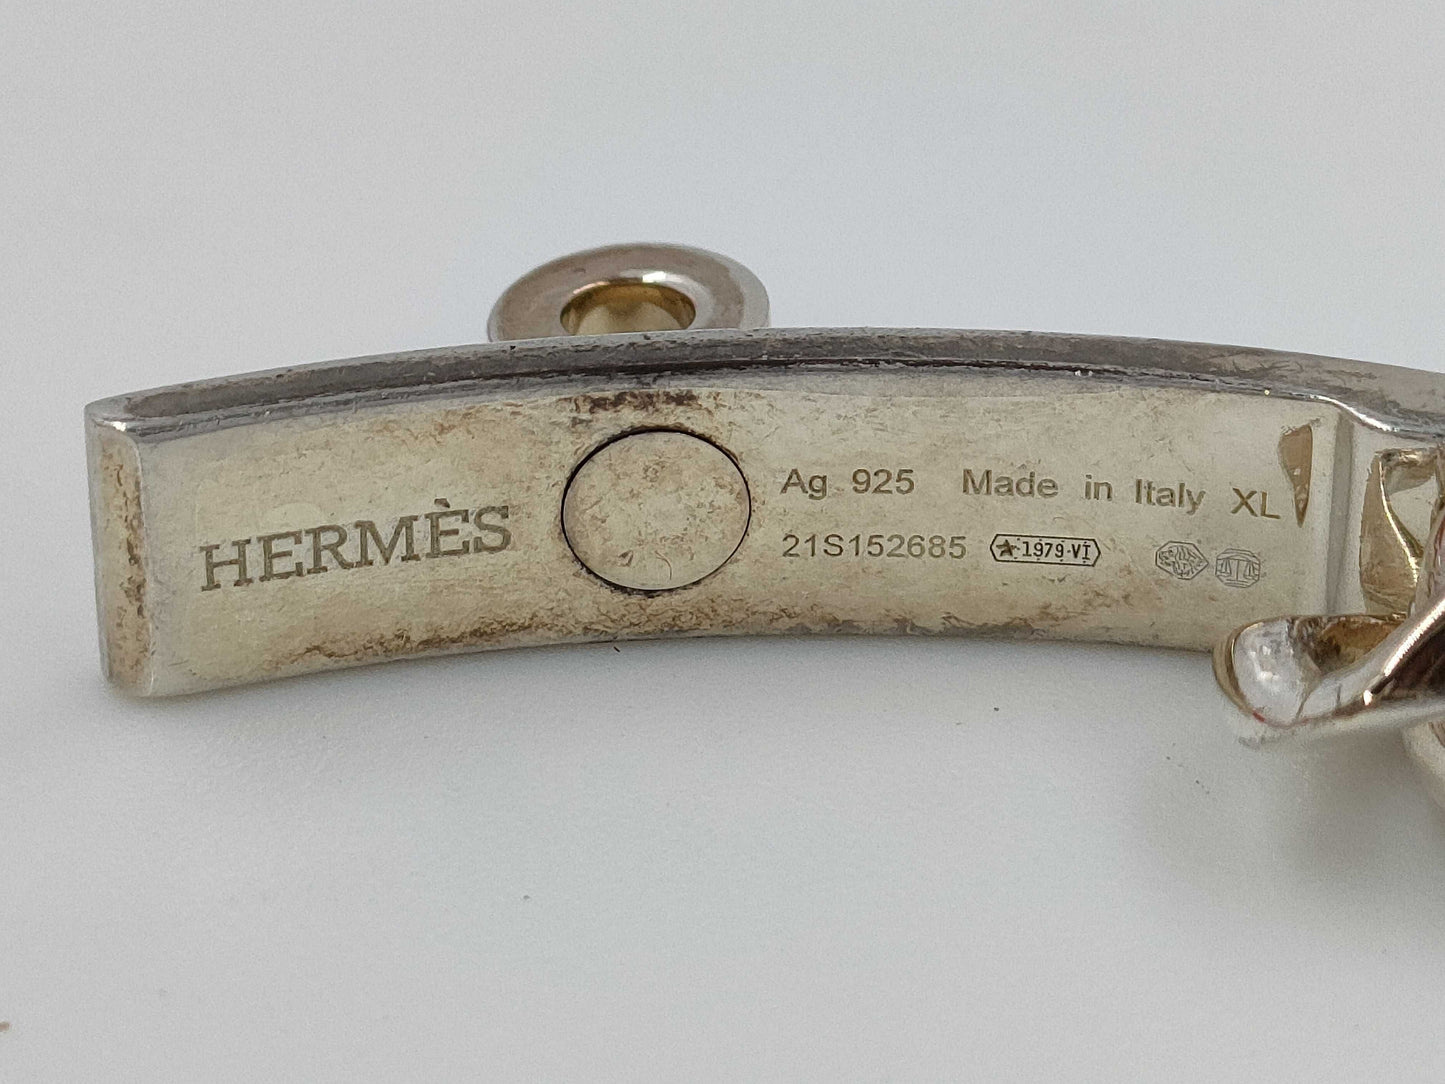 HERMÈS
Ag 925 Made in Italy XL
21S152685 ★1979·VI